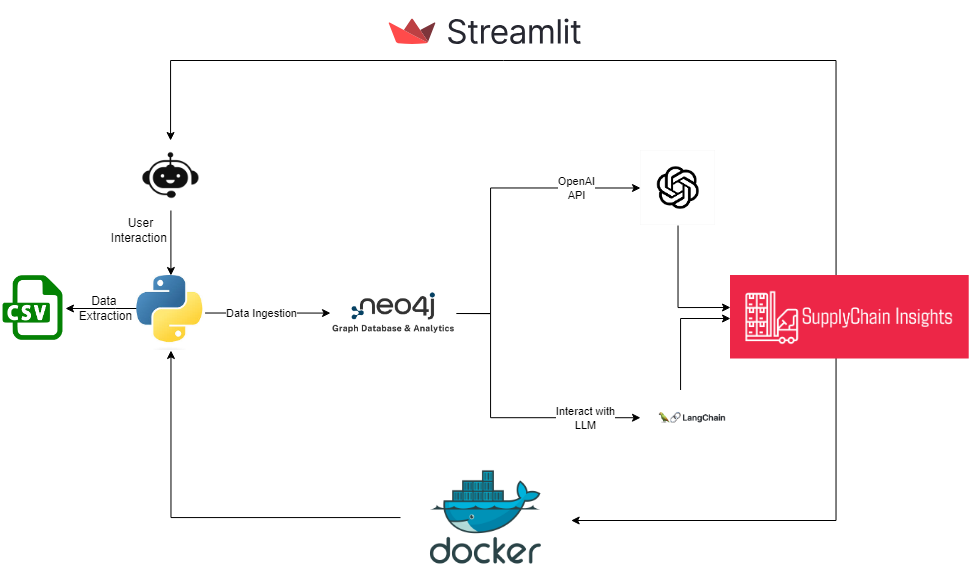 Streamlit
User
Interaction
CSV
Data
Extraction
Data Ingestion
neo4j
Graph Database & Analytics
OpenAI
API
SupplyChain Insights
Interact with
LLM
LangChain
docker